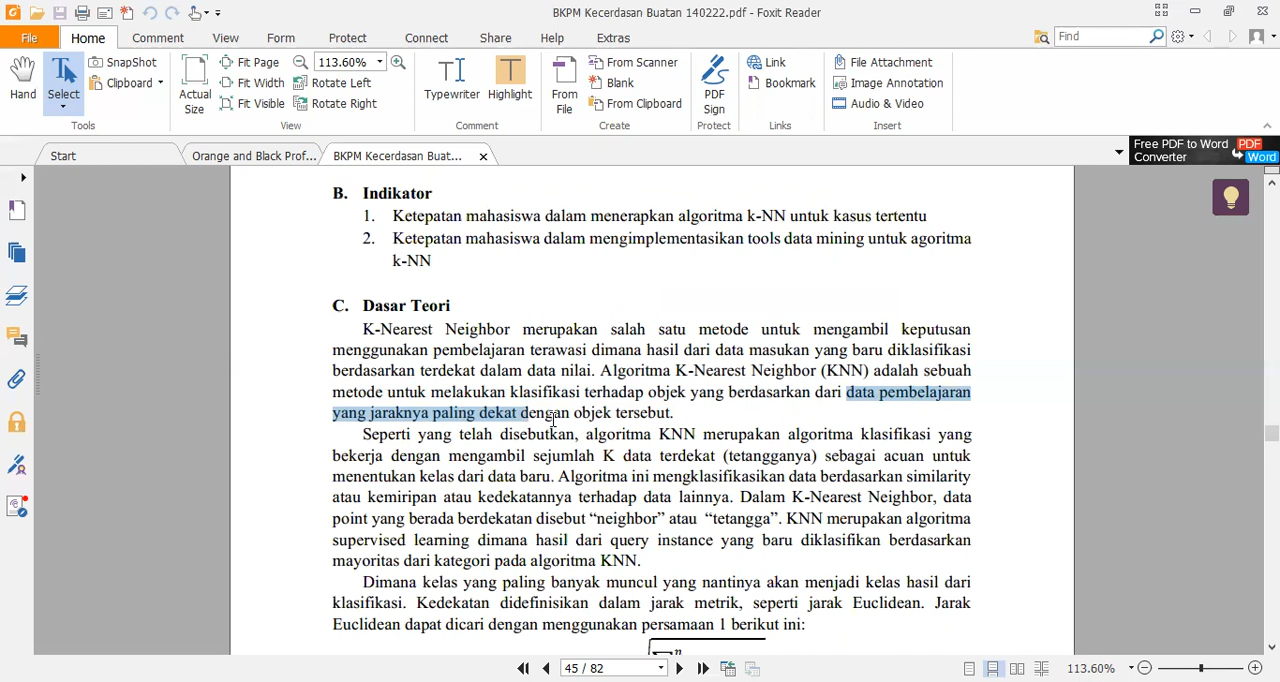 BKPM Kecerdasan Buatan 140222.pdf - Foxit Reader
File Home Comment View Form Protect Connect Share Help Extras Find
Hand
Select
SnapShot
Clipboard
Tools
Actual Size
Fit Page
Fit Width
Fit Visible
113.60%
Rotate Left
Rotate Right
View
Typewriter
Highlight
Comment
From File
From Scanner
Blank
From Clipboard
Create
PDF Sign
Protect
Link
Bookmark
Links
File Attachment
Image Annotation
Audio & Video
Insert
Start Orange and Black Prof... BKPM Kecerdasan Buat...
Free PDF to Word PDF
Converter Word
B. Indikator
1. Ketepatan mahasiswa dalam menerapkan algoritma k-NN untuk kasus tertentu
2. Ketepatan mahasiswa dalam mengimplementasikan tools data mining untuk agoritma
k-NN
C. Dasar Teori
K-Nearest Neighbor merupakan salah satu metode untuk mengambil keputusan
menggunakan pembelajaran terawasi dimana hasil dari data masukan yang baru diklasifikasi
berdasarkan terdekat dalam data nilai. Algoritma K-Nearest Neighbor (KNN) adalah sebuah
metode untuk melakukan klasifikasi terhadap objek yang berdasarkan dari data pembelajaran
yang jaraknya paling dekat dengan objek tersebut.
Seperti yang telah disebutkan, algoritma KNN merupakan algoritma klasifikasi yang
bekerja dengan mengambil sejumlah K data terdekat (tetangganya) sebagai acuan untuk
menentukan kelas dari data baru. Algoritma ini mengklasifikasikan data berdasarkan similarity
atau kemiripan atau kedekatannya terhadap data lainnya. Dalam K-Nearest Neighbor, data
point yang berada berdekatan disebut “neighbor” atau “tetangga”. KNN merupakan algoritma
supervised learning dimana hasil dari query instance yang baru diklasifikan berdasarkan
mayoritas dari kategori pada algoritma KNN.
Dimana kelas yang paling banyak muncul yang nantinya akan menjadi kelas hasil dari
klasifikasi. Kedekatan didefinisikan dalam jarak metrik, seperti jarak Euclidean. Jarak
Euclidean dapat dicari dengan menggunakan persamaan 1 berikut ini:
45 / 82
113.60%